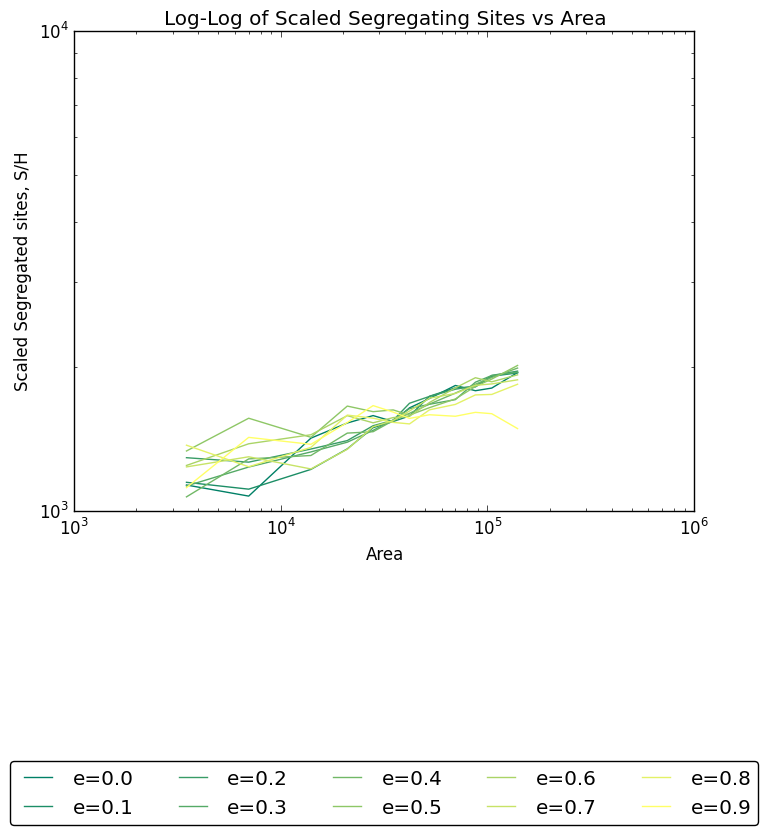 Log-Log of Scaled Segregating Sites vs Area
10^4
Scaled Segregated sites, S/H
10^3
10^3 10^4 10^5 10^6
Area
e=0.0 e=0.2 e=0.4 e=0.6 e=0.8
e=0.1 e=0.3 e=0.5 e=0.7 e=0.9